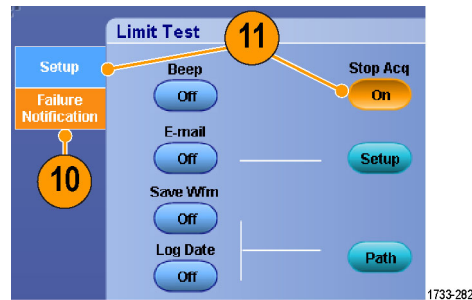 Limit Test
11
Setup
Failure
Notification
10
Beep
Off
Stop Acq
On
E-mail
Off
Setup
Save Wfm
Off
Log Date
Off
Path
1733-282